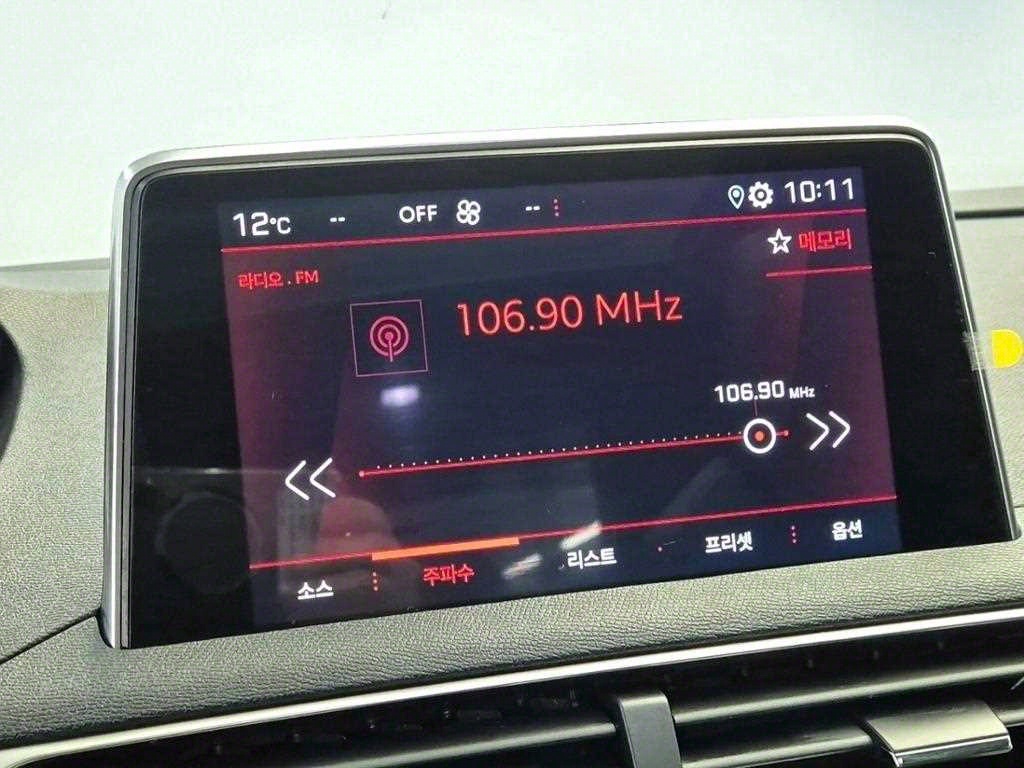 12°C -- OFF -- 10:11
메모리
라디오 . FM
106.90 MHz
106.90 MHz
소스 주파수 리스트 프리셋 옵션